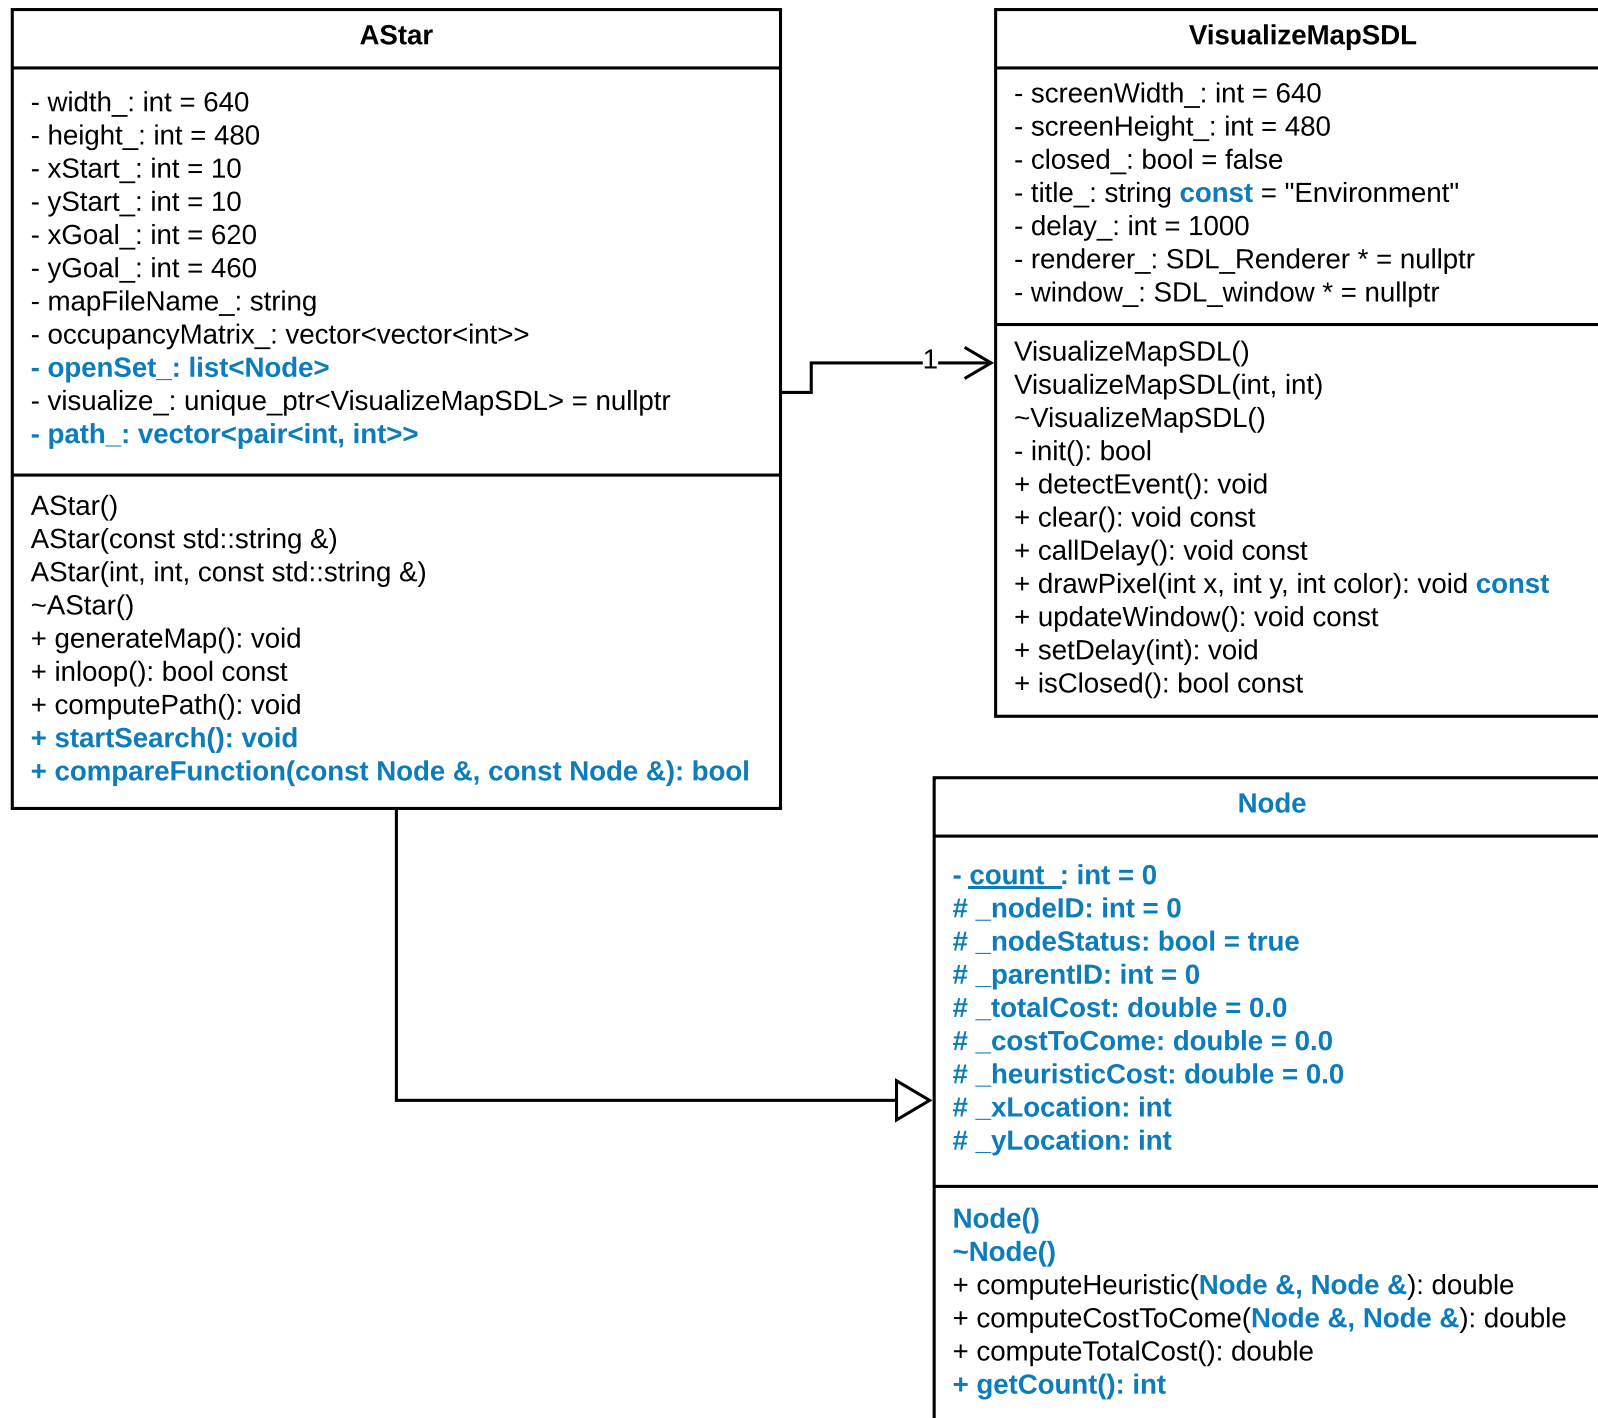 AStar
- width_: int = 640
- height_: int = 480
- xStart_: int = 10
- yStart_: int = 10
- xGoal_: int = 620
- yGoal_: int = 460
- mapFileName_: string
- occupancyMatrix_: vector<vector<int>>
- openSet_: list<Node>
- visualize_: unique_ptr<VisualizeMapSDL> = nullptr
- path_: vector<pair<int, int>>
AStar()
AStar(const std::string &)
AStar(int, int, const std::string &)
~AStar()
+ generateMap(): void
+ inloop(): bool const
+ computePath(): void
+ startSearch(): void
+ compareFunction(const Node &, const Node &): bool
1
VisualizeMapSDL
- screenWidth_: int = 640
- screenHeight_: int = 480
- closed_: bool = false
- title_: string const = "Environment"
- delay_: int = 1000
- renderer_: SDL_Renderer * = nullptr
- window_: SDL_window * = nullptr
VisualizeMapSDL()
VisualizeMapSDL(int, int)
~VisualizeMapSDL()
- init(): bool
+ detectEvent(): void
+ clear(): void const
+ callDelay(): void const
+ drawPixel(int x, int y, int color): void const
+ updateWindow(): void const
+ setDelay(int): void
+ isClosed(): bool const
Node
- count_: int = 0
# _nodeID: int = 0
# _nodeStatus: bool = true
# _parentID: int = 0
# _totalCost: double = 0.0
# _costToCome: double = 0.0
# _heuristicCost: double = 0.0
# _xLocation: int
# _yLocation: int
Node()
~Node()
+ computeHeuristic(Node &, Node &): double
+ computeCostToCome(Node &, Node &): double
+ computeTotalCost(): double
+ getCount(): int